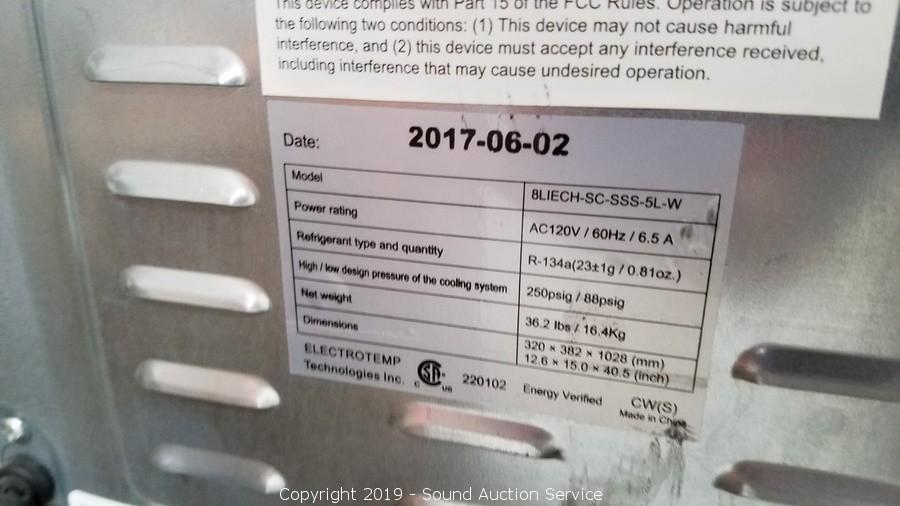 This device complies with Part 15 of the FCC Rules. Operation is subject to
the following two conditions: (1) This device may not cause harmful
interference, and (2) this device must accept any interference received,
including interference that may cause undesired operation.
Date: 2017-06-02
Model 8LIECH-SC-SSS-5L-W
Power rating AC120V / 60Hz / 6.5 A
Refrigerant type and quantity R-134a(23±1g / 0.81oz.)
High / low design pressure of the cooling system 250psig / 88psig
Net weight 36.2 lbs / 16.4Kg
Dimensions 320 × 382 × 1028 (mm)
12.6 × 15.0 × 40.5 (inch)
ELECTROTEMP
Technologies Inc. C SA US 220102 Energy Verified CW(S)
Made in China
Copyright 2019 - Sound Auction Service